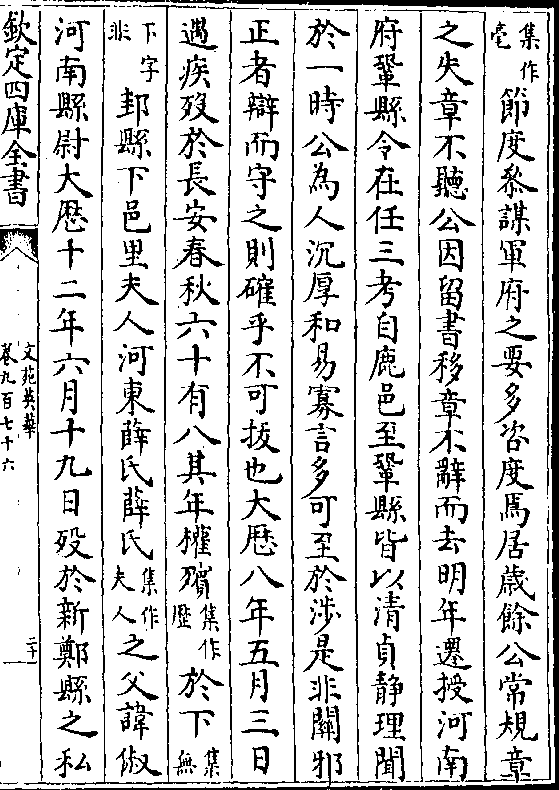 集作亳節度參謀軍府之要多咨度焉居歲餘公常規章
之失章不聽公因留書移章不辭而去明年遷授河南
府鞏縣令在任三考自鹿邑至鞏縣皆以清貞靜理聞
於一時公為人沉厚和易寡言多可至於涉是非關邪
正者辯而守之則確乎不可拔也大歷八年五月三日
遇疾歿於長安春秋六十有八其年權殯集作歴於下集無
下字非邽縣下邑里夫人河東薛氏薛氏集作夫人之父諱俶
河南縣尉大歷十二年六月十九日歿於新鄭縣之私
欽定四庫全書
文苑英華
卷九百七十六
二十